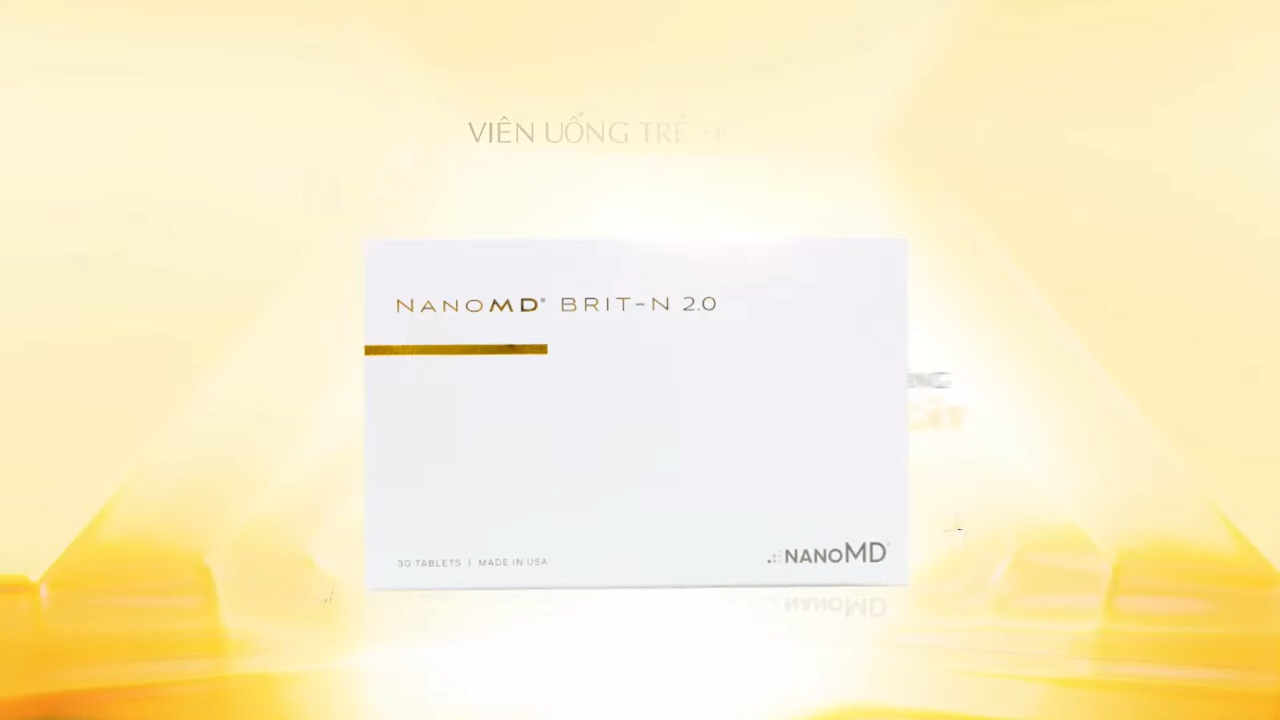 VIÊN UỐNG TRẺ
NANOMD® BRIT-N 2.0
30 TABLETS | MADE IN USA
NANOMD